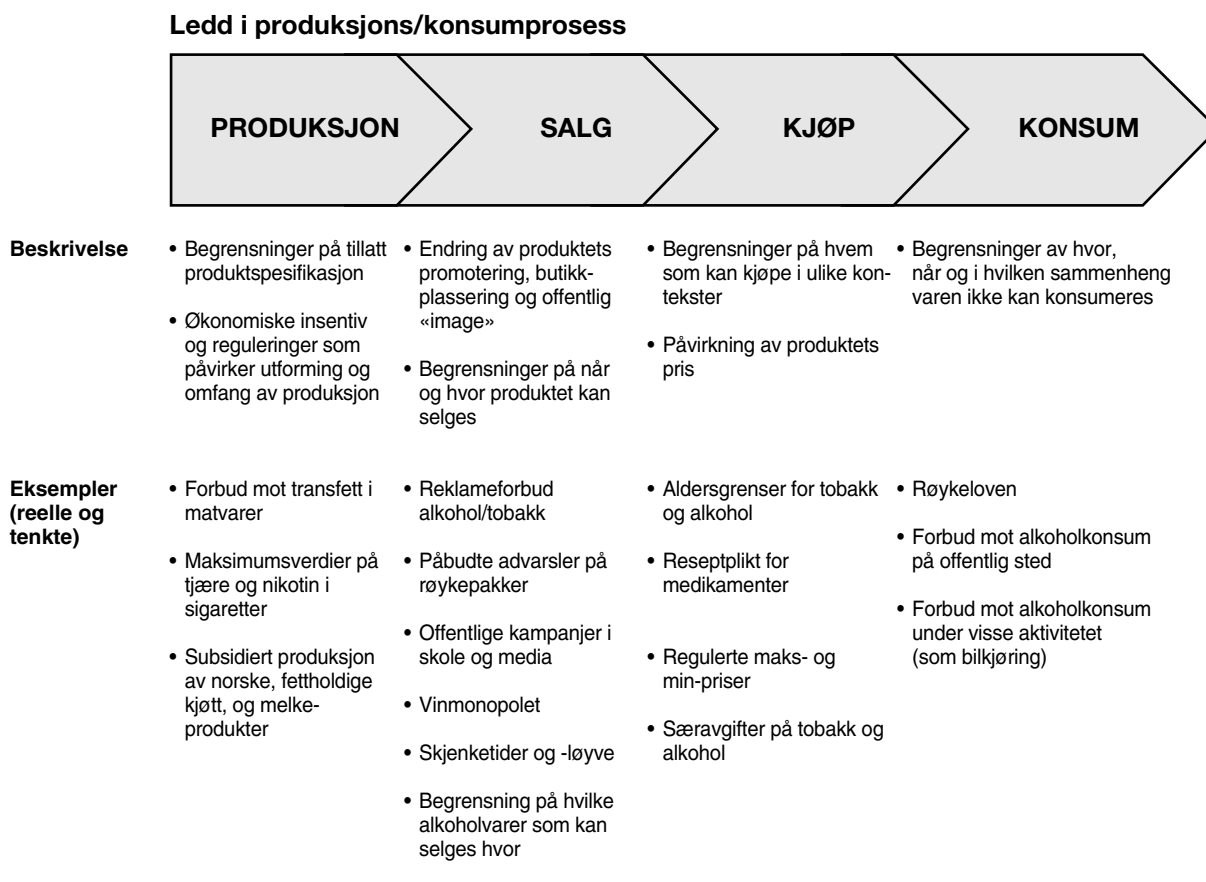 Ledd i produksjons/konsumprosess
PRODUKSJON
SALG
KJØP
KONSUM
Beskrivelse
• Begrensninger på tillatt
produktspesifikasjon
• Økonomiske insentiv
og reguleringer som
påvirker utforming og
omfang av produksjon
• Endring av produktets
promotering, butikk-
plassering og offentlig
«image»
• Begrensninger på når
og hvor produktet kan
selges
• Begrensninger på hvem
som kan kjøpe i ulike kon-
tekster
• Påvirkning av produktets
pris
• Begrensninger av hvor,
når og i hvilken sammenheng
varen ikke kan konsumeres
Eksempler
(reelle og
tenkte)
• Forbud mot transfett i
matvarer
• Maksimumsverdier på
tjære og nikotin i
sigaretter
• Subsidiert produksjon
av norske, fettholdige
kjøtt, og melke-
produkter
• Reklameforbud
alkohol/tobakk
• Påbudte advarsler på
røykepakker
• Offentlige kampanjer i
skole og media
• Vinmonopolet
• Skjenketider og -løyve
• Begrensning på hvilke
alkoholvarer som kan
selges hvor
• Aldersgrenser for tobakk
og alkohol
• Reseptplikt for
medikamenter
• Regulerte maks- og
min-priser
• Særavgifter på tobakk og
alkohol
• Røykeloven
• Forbud mot alkoholkonsum
på offentlig sted
• Forbud mot alkoholkonsum
under visse aktivitetet
(som bilkjøring)